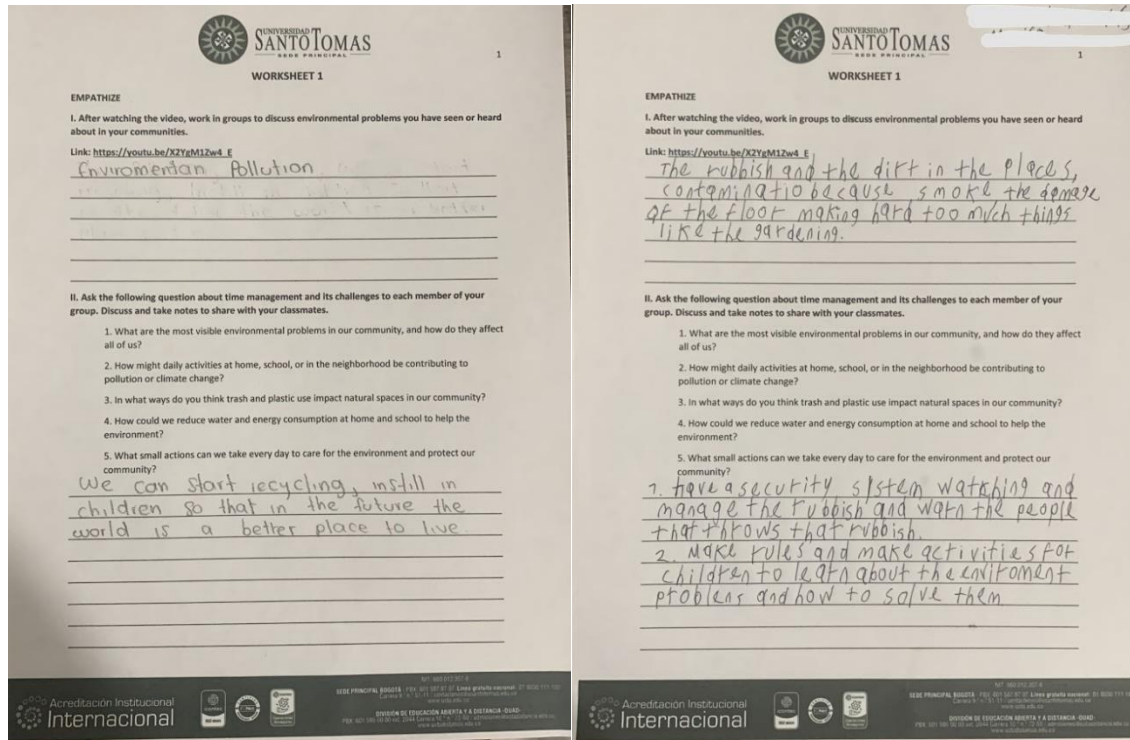 UNIVERSIDAD
SANTO TOMAS
SEDE PRINCIPAL
1
WORKSHEET 1
EMPATHIZE
I. After watching the video, work in groups to discuss environmental problems you have seen or heard
about in your communities.
Link: https://youtu.be/X2YgM1Zw4_E
Enviromentan Pollution
II. Ask the following question about time management and its challenges to each member of your
group. Discuss and take notes to share with your classmates.
1. What are the most visible environmental problems in our community, and how do they affect
all of us?
2. How might daily activities at home, school, or in the neighborhood be contributing to
pollution or climate change?
3. In what ways do you think trash and plastic use impact natural spaces in our community?
4. How could we reduce water and energy consumption at home and school to help the
environment?
5. What small actions can we take every day to care for the environment and protect our
community?
We can start recycling, instill in
children so that in the future the
world is a better place to live
Acreditación Institucional
Internacional
SEDE PRINCIPAL BOGOTÁ
DIVISIÓN DE EDUCACIÓN ABIERTA Y A DISTANCIA -DUAD-
UNIVERSIDAD
SANTO TOMAS
SEDE PRINCIPAL
1
WORKSHEET 1
EMPATHIZE
I. After watching the video, work in groups to discuss environmental problems you have seen or heard
about in your communities.
Link: https://youtu.be/X2YgM1Zw4_E
The rubbish and the dirt in the places,
contaminatio because smoke the damage
of the floor making hard too much things
like the gardening.
II. Ask the following question about time management and its challenges to each member of your
group. Discuss and take notes to share with your classmates.
1. What are the most visible environmental problems in our community, and how do they affect
all of us?
2. How might daily activities at home, school, or in the neighborhood be contributing to
pollution or climate change?
3. In what ways do you think trash and plastic use impact natural spaces in our community?
4. How could we reduce water and energy consumption at home and school to help the
environment?
5. What small actions can we take every day to care for the environment and protect our
community?
1. have a security system watching and
manage the rubbish and warn the people
that throws that rubbish.
2. Make rules and make activities for
children to learn about the enviroment
problems and how to solve them
Acreditación Institucional
Internacional
SEDE PRINCIPAL BOGOTÁ
DIVISIÓN DE EDUCACIÓN ABIERTA Y A DISTANCIA -DUAD-